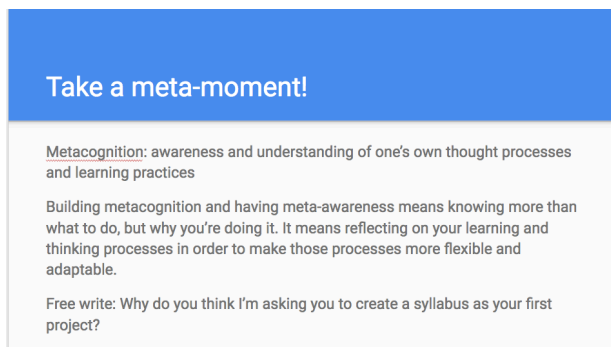 Take a meta-moment!
Metacognition: awareness and understanding of one's own thought processes
and learning practices
Building metacognition and having meta-awareness means knowing more than
what to do, but why you're doing it. It means reflecting on your learning and
thinking processes in order to make those processes more flexible and
adaptable.
Free write: Why do you think I'm asking you to create a syllabus as your first
project?